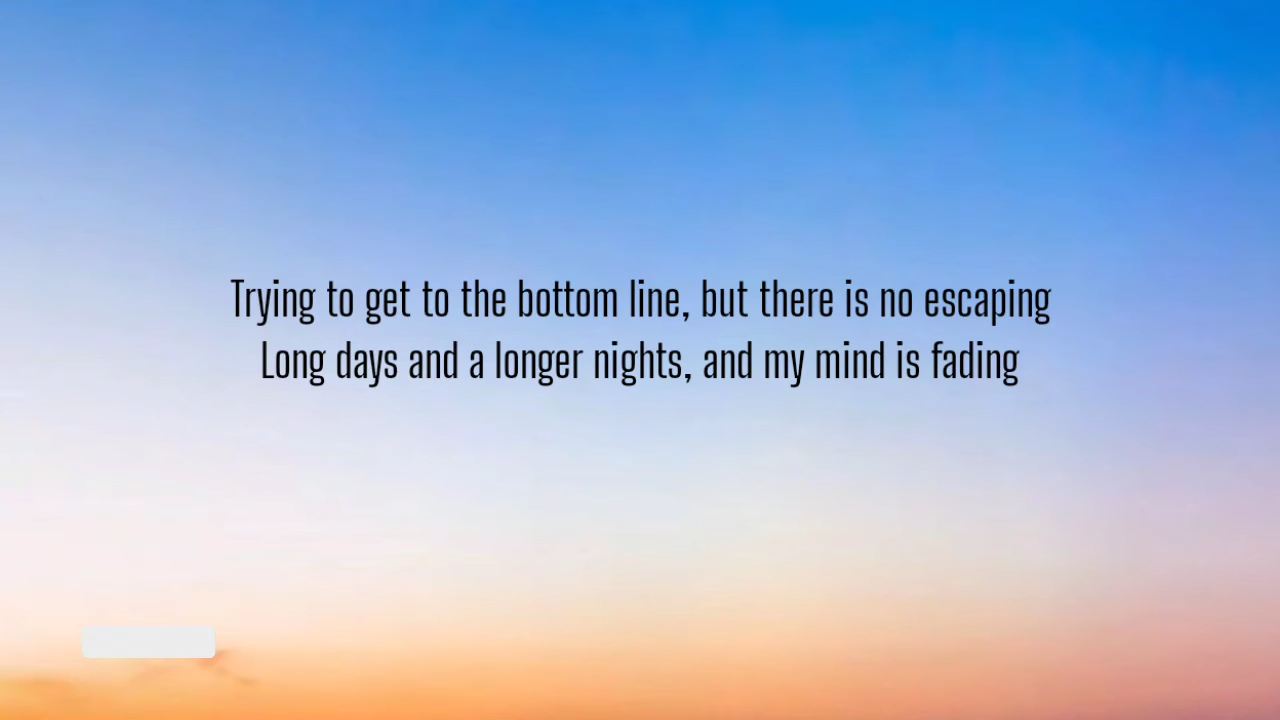 Trying to get to the bottom line, but there is no escaping
Long days and a longer nights, and my mind is fading